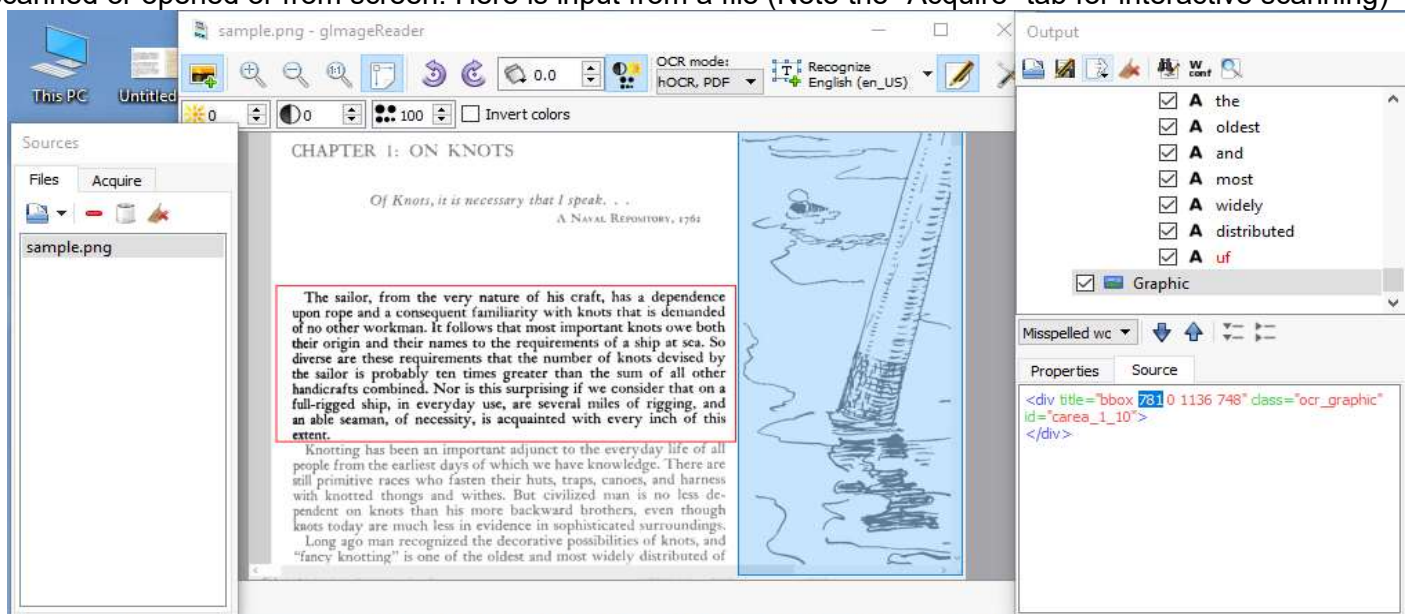 scanned or opened or from screen. Here is input from a file (Note the "Acquire" tab for interactive scanning)
This PC
Untitled
sample.png - gImageReader
0.0
OCR mode:
hOCR, PDF
Recognize
English (en_US)
0
0
100
Invert colors
Sources
Files
Acquire
sample.png
CHAPTER 1: ON KNOTS
Of Knots, it is necessary that I speak. . .
A NAVAL REPOSITORY, 1762
The sailor, from the very nature of his craft, has a dependence
upon rope and a consequent familiarity with knots that is demanded
of no other workman. It follows that most important knots owe both
their origin and their names to the requirements of a ship at sea. So
diverse are these requirements that the number of knots devised by
the sailor is probably ten times greater than the sum of all other
handicrafts combined. Nor is this surprising if we consider that on a
full-rigged ship, in everyday use, are several miles of rigging, and
an able seaman, of necessity, is acquainted with every inch of this
extent.
Knotting has been an important adjunct to the everyday life of all
people from the earliest days of which we have knowledge. There are
still primitive races who fasten their huts, traps, canoes, and harness
with knotted thongs and withes. But civilized man is no less de-
pendent on knots than his more backward brothers, even though
knots today are much less in evidence in sophisticated surroundings.
Long ago man recognized the decorative possibilities of knots, and
"fancy knotting" is one of the oldest and most widely distributed of
Output
W conf
A the
A oldest
A and
A most
A widely
A distributed
A uf
Graphic
Misspelled wc
Properties
Source
<div title="bbox 781 0 1136 748" class="ocr_graphic"
id="carea_1_10">
</div>